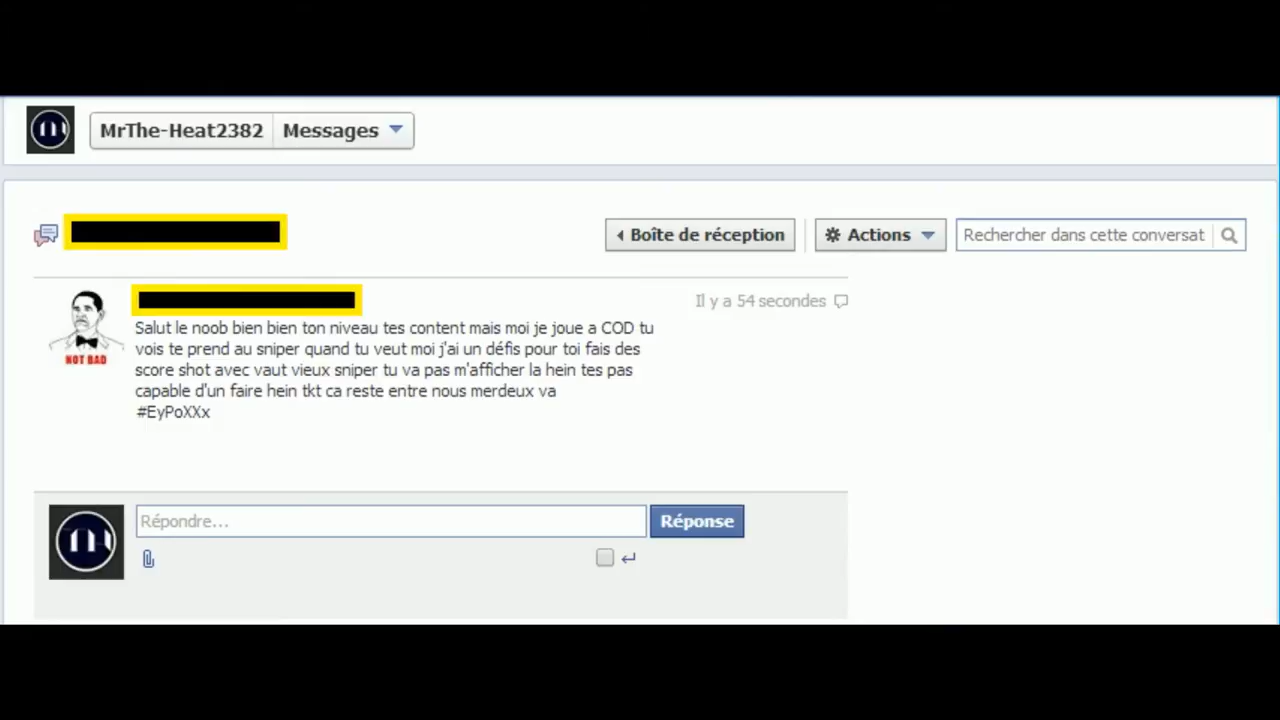 MrThe-Heat2382 Messages
Boîte de réception Actions Rechercher dans cette conversat
Il y a 54 secondes
Salut le noob bien bien ton niveau tes content mais moi je joue a COD tu
vois te prend au sniper quand tu veut moi j'ai un défis pour toi fais des
score shot avec vaut vieux sniper tu va pas m'afficher la hein tes pas
capable d'un faire hein tkt ca reste entre nous merdeux va
#EyPoXXx
NOT BAD
Répondre... Réponse